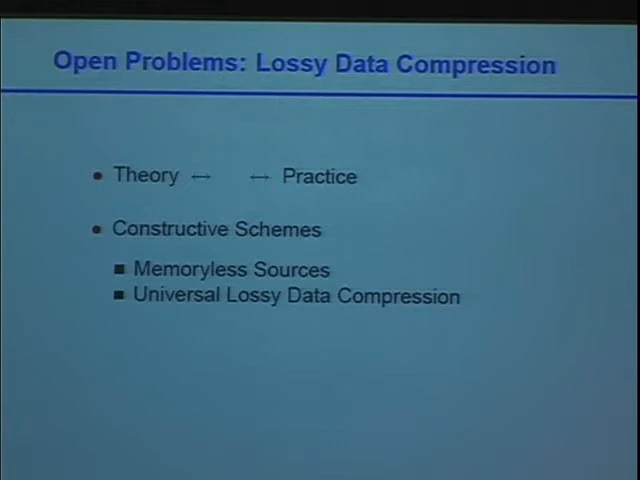 Open Problems: Lossy Data Compression
• Theory ↔ ↔ Practice
• Constructive Schemes
■ Memoryless Sources
■ Universal Lossy Data Compression